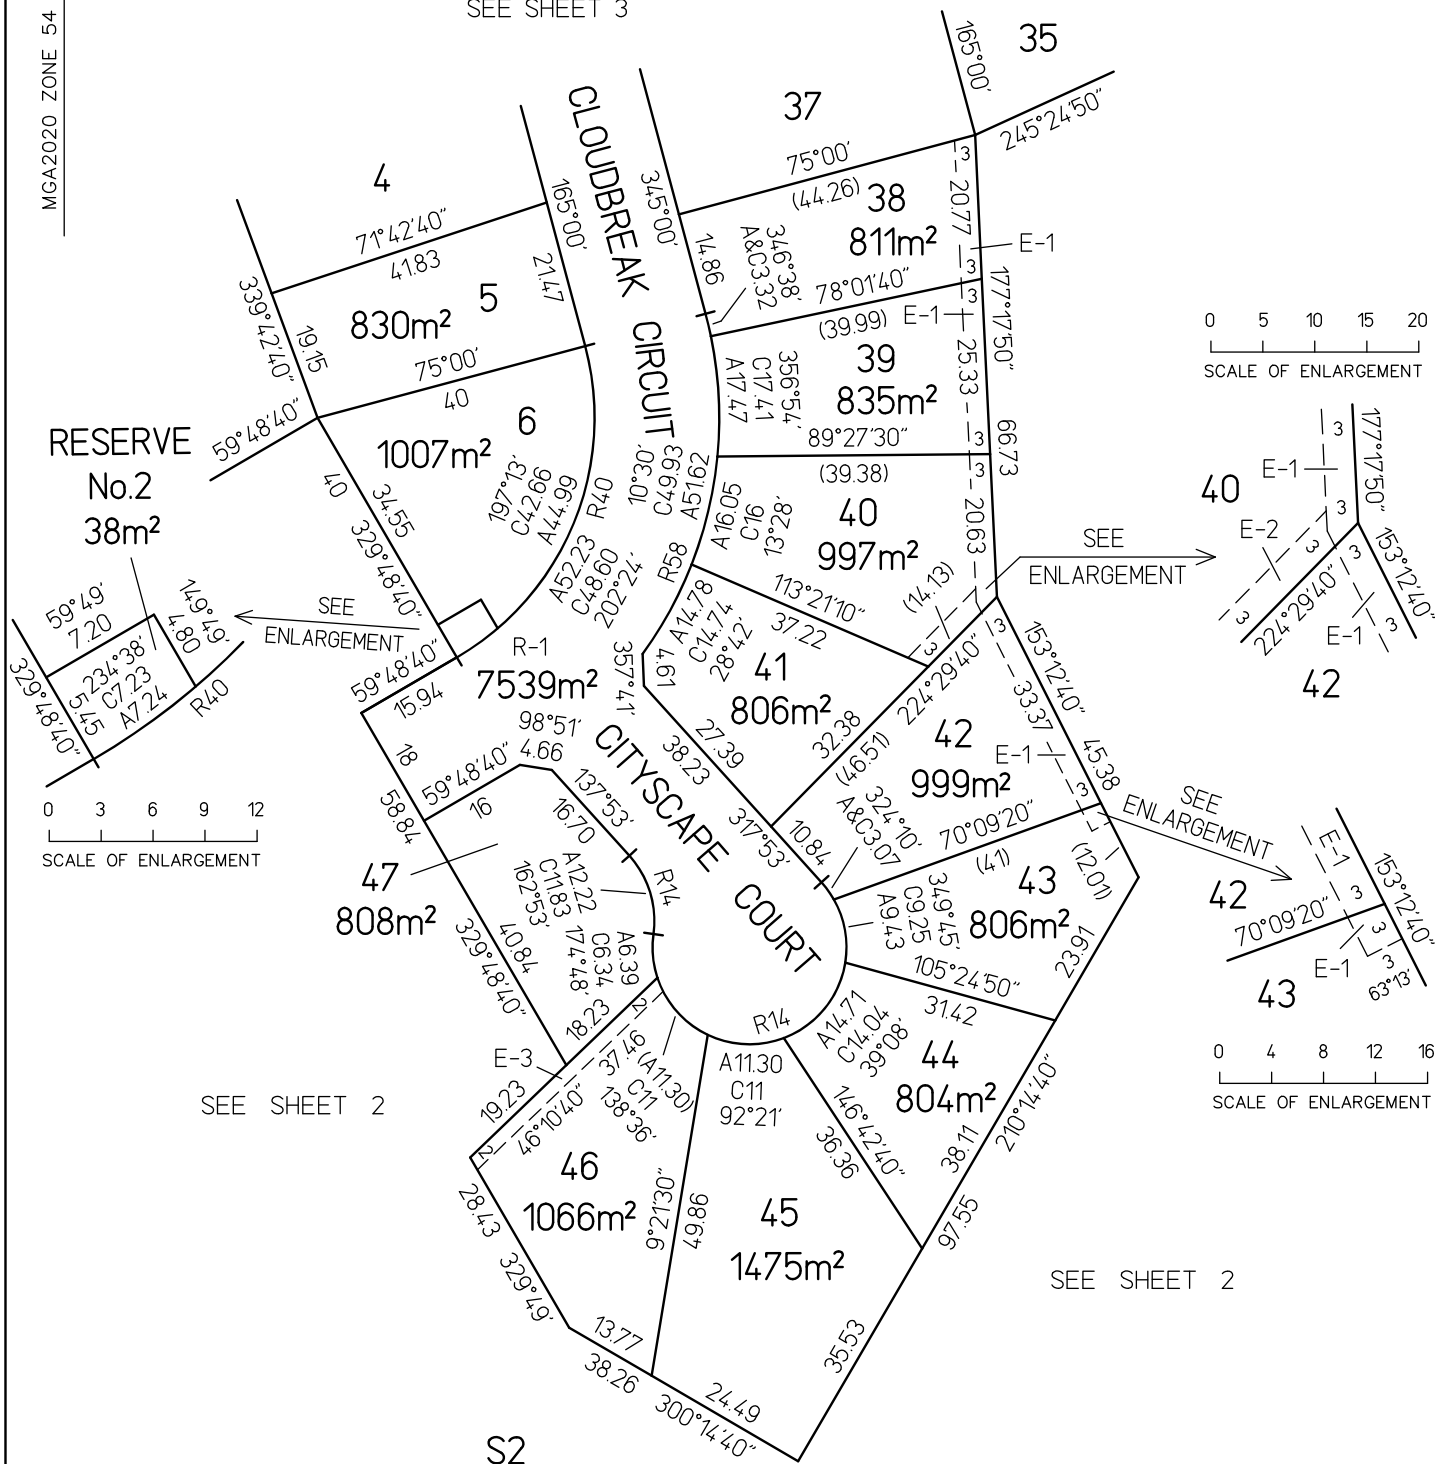 SEE SHEET 3
MGA2020 ZONE 54
35
165°00'
245°24'50"
37
75°00'
(44.26)
4
71°42'40"
41.83
165°00'
CLOUDBREAK CIRCUIT
345°00'
38
811m²
3
20.77
E-1
3
14.86
346°38'
A&C3.32
78°01'40"
(39.99)
E-1
3
177°17'50"
66.73
339°42'40"
19.15
5
830m²
21.47
75°00'
40
39
835m²
356°54'
C17.41
A17.47
25.33
3
89°27'30"
(39.38)
3
59°48'40"
6
1007m²
197°13'
C42.66
A44.99
R40
10°30'
C49.93
A51.62
R58
40
34.55
329°48'40"
A16.05
C16
13°28'
40
997m²
20.63
(14.13)
SEE
ENLARGEMENT
RESERVE
No.2
38m²
59°49'
7.20
149°49'
4.80
234°38'
C7.23
A7.24
5.45
329°48'40"
R40
SEE
ENLARGEMENT
0 3 6 9 12
SCALE OF ENLARGEMENT
0 5 10 15 20
SCALE OF ENLARGEMENT
40
E-1
3
3
177°17'50"
E-2
3
3
3
224°29'40"
E-1
3
153°12'40"
42
A52.23
C48.60
202°24'
113°21'10"
37.22
A14.78
C14.74
28°42'
357°41'
4.61
41
806m²
3
3
224°29'40"
32.38
(46.51)
153°12'40"
33.37
45.38
59°48'40"
15.94
R-1
7539m²
98°51'
4.66
CITYSCAPE COURT
38.23
27.39
317°53'
10.84
42
999m²
E-1
3
324°10'
A&C3.07
70°09'20"
(41)
SEE
ENLARGEMENT
18
58.84
59°48'40"
16
137°53'
16.70
47
808m²
A12.22
C11.83
162°53'
R14
A6.39
C6.34
174°48'
40.84
329°48'40"
18.23
43
806m²
349°45'
C9.25
A9.43
(12.01)
23.91
105°24'50"
31.42
42
E-1
3
153°12'40"
70°09'20"
3
E-1
3
63°13'
43
0 4 8 12 16
SCALE OF ENLARGEMENT
R14
A14.71
C14.04
39°08'
44
804m²
210°14'40"
38.11
97.55
E-3
2
37.46
(A11.30)
C11
138°36'
A11.30
C11
92°21'
146°42'40"
36.36
SEE SHEET 2
19.23
2
46°10'40"
46
1066m²
28.43
329°49'
9°21'30"
49.86
45
1475m²
35.53
SEE SHEET 2
13.77
38.26
24.49
300°14'40"
S2